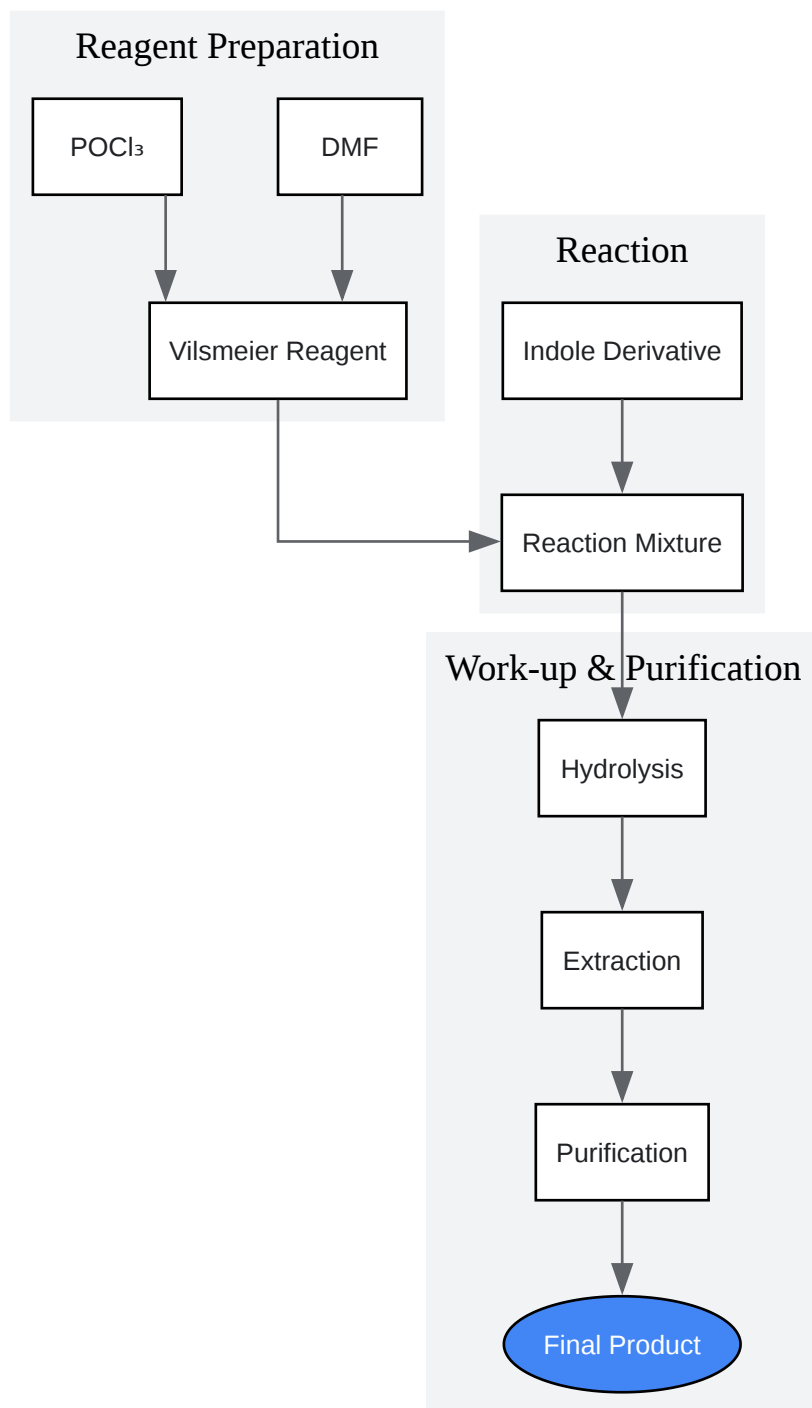 Reagent Preparation
POCl₃
DMF
Vilsmeier Reagent
Reaction
Indole Derivative
Reaction Mixture
Work-up & Purification
Hydrolysis
Extraction
Purification
Final Product